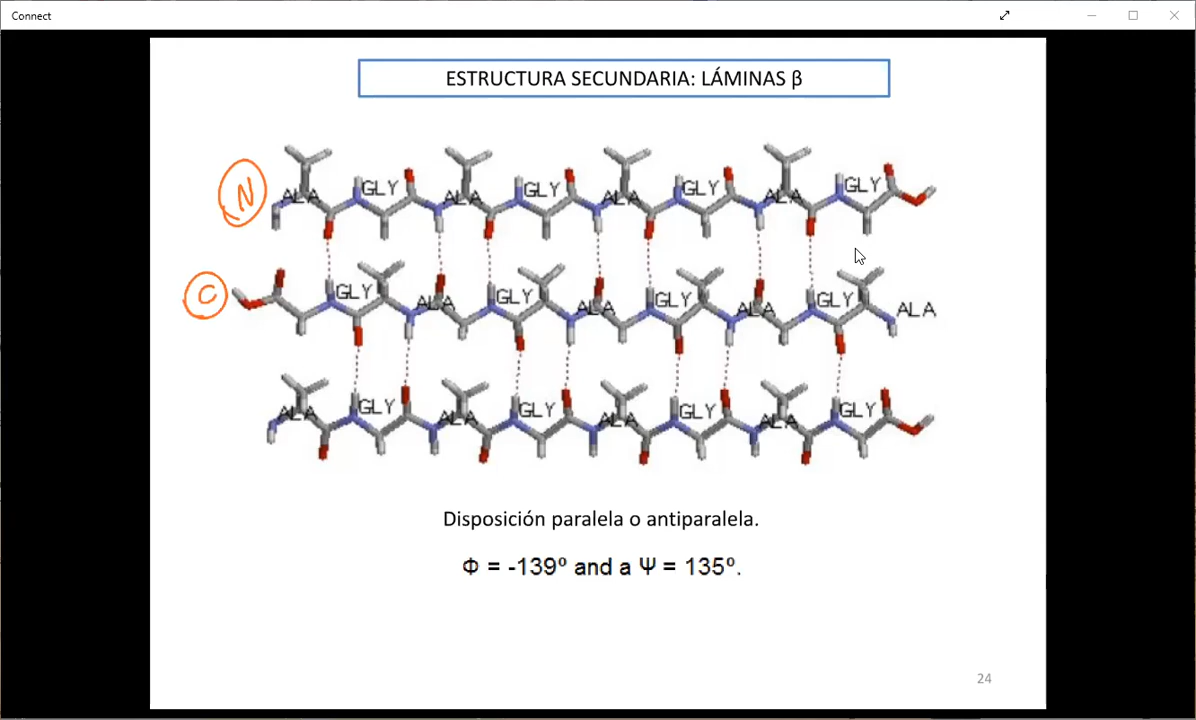 Connect
ESTRUCTURA SECUNDARIA: LÁMINAS β
N
ALA GLY ALA GLY ALA GLY ALA GLY
C
GLY ALA GLY ALA GLY ALA GLY ALA
ALA GLY ALA GLY ALA GLY ALA GLY
Disposición paralela o antiparalela.
Φ = -139º and a Ψ = 135º.
24